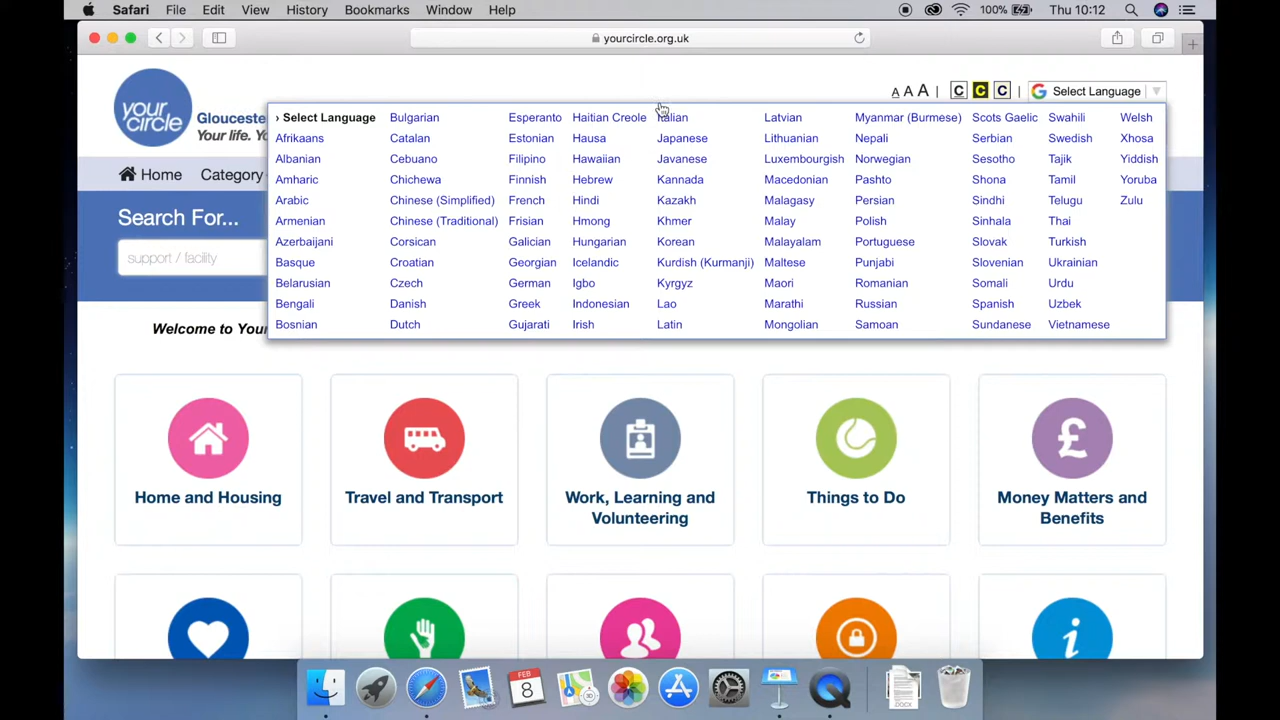 Safari File Edit View History Bookmarks Window Help 100% Thu 10:12
yourcircle.org.uk
A A A | C C C | G Select Language
your circle
Gloucester
Your life. Yo
Home Category
Search For...
support / facility
› Select Language Bulgarian Esperanto Haitian Creole Italian Latvian Myanmar (Burmese) Scots Gaelic Swahili Welsh
Afrikaans Catalan Estonian Hausa Japanese Lithuanian Nepali Serbian Swedish Xhosa
Albanian Cebuano Filipino Hawaiian Javanese Luxembourgish Norwegian Sesotho Tajik Yiddish
Amharic Chichewa Finnish Hebrew Kannada Macedonian Pashto Shona Tamil Yoruba
Arabic Chinese (Simplified) French Hindi Kazakh Malagasy Persian Sindhi Telugu Zulu
Armenian Chinese (Traditional) Frisian Hmong Khmer Malay Polish Sinhala Thai
Azerbaijani Corsican Galician Hungarian Korean Malayalam Portuguese Slovak Turkish
Basque Croatian Georgian Icelandic Kurdish (Kurmanji) Maltese Punjabi Slovenian Ukrainian
Belarusian Czech German Igbo Kyrgyz Maori Romanian Somali Urdu
Bengali Danish Greek Indonesian Lao Marathi Russian Spanish Uzbek
Bosnian Dutch Gujarati Irish Latin Mongolian Samoan Sundanese Vietnamese
Welcome to Your
Home and Housing
Travel and Transport
Work, Learning and
Volunteering
Things to Do
Money Matters and
Benefits
FEB
8
3D
DOCX